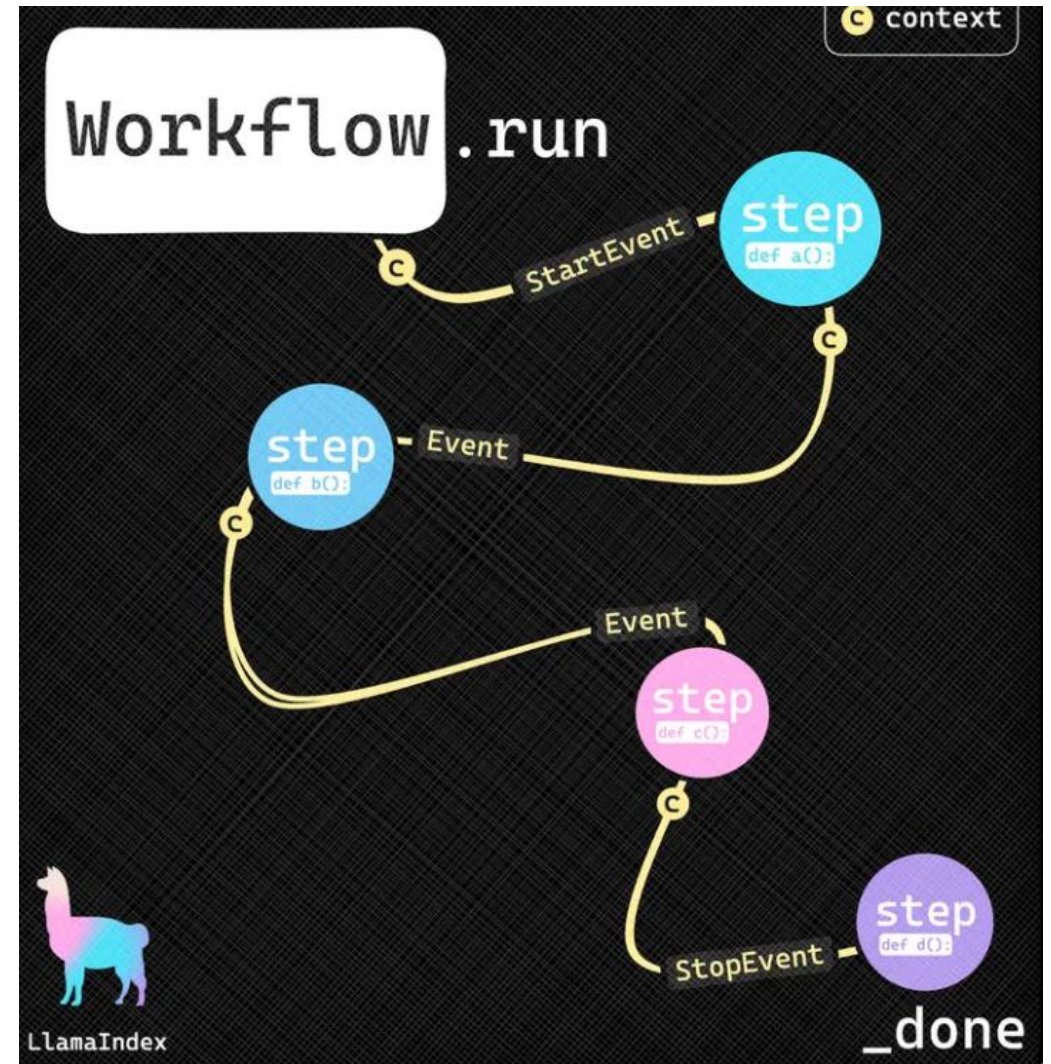 C context
Workflow.run
C
StartEvent
step
def a():
C
step
def b():
Event
C
Event
step
def c():
C
step
def d():
StopEvent
_done
LlamaIndex